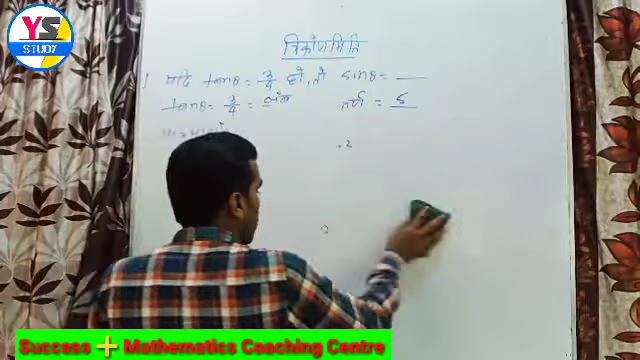 YS
STUDY
त्रिकोणमिति
1 यदि tanθ = 3/4 हो, तो sinθ = ___
tanθ = 3/4 = लंब
कर्ण = 5
Success + Mathematics Coaching Centre